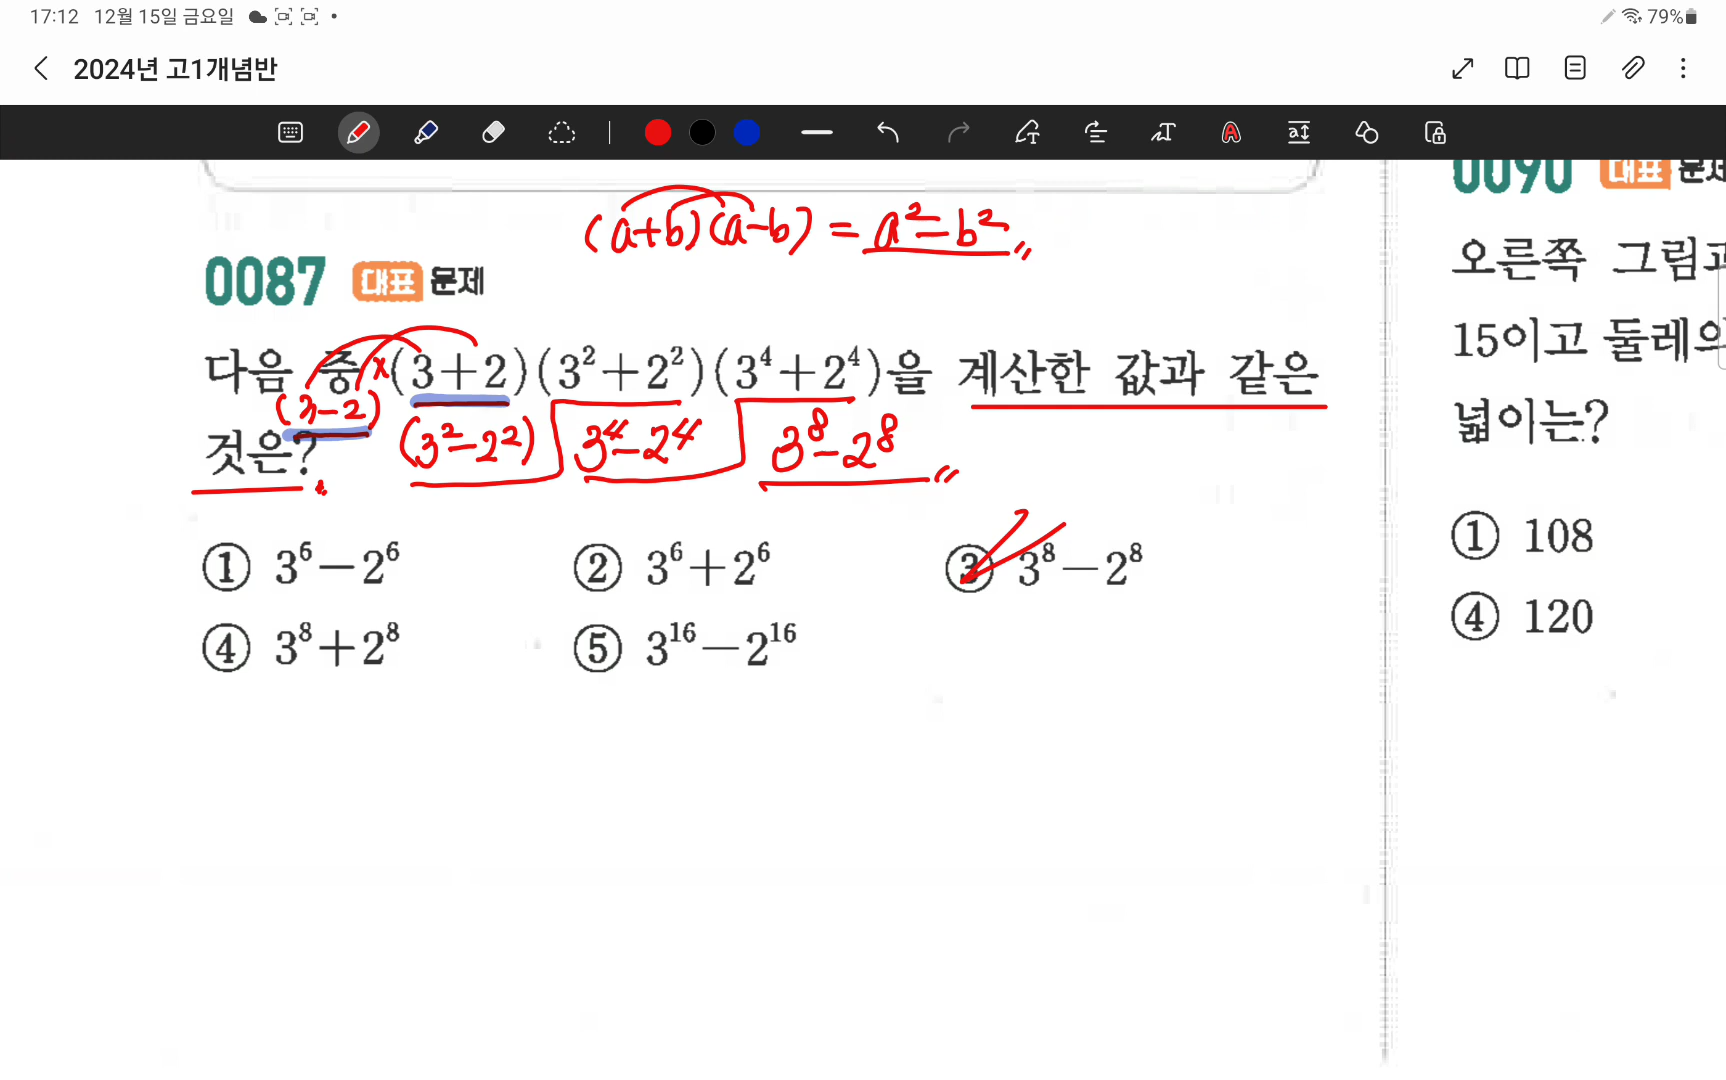 17:12 12월 15일 금요일 79%
2024년 고1개념반
(a+b)(a-b) = a²-b²
0087 대표 문제
다음 중 ×(3+2)(3²+2²)(3⁴+2⁴)을 계산한 값과 같은
(3-2) (3²-2²) 3⁴-2⁴ 3⁸-2⁸
것은?
① 3⁶-2⁶ ② 3⁶+2⁶ ③ 3⁸-2⁸
④ 3⁸+2⁸ ⑤ 3¹⁶-2¹⁶
0090 대표 문제
오른쪽 그림과
15이고 둘레의
넓이는?
① 108
④ 120